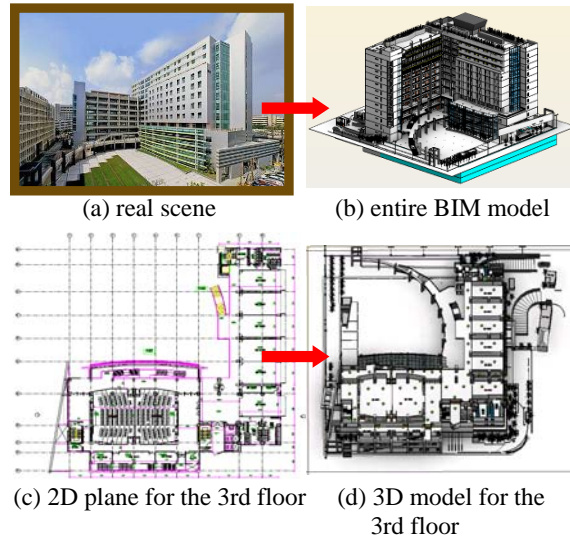 (a) real scene
(b) entire BIM model
(c) 2D plane for the 3rd floor
(d) 3D model for the
3rd floor